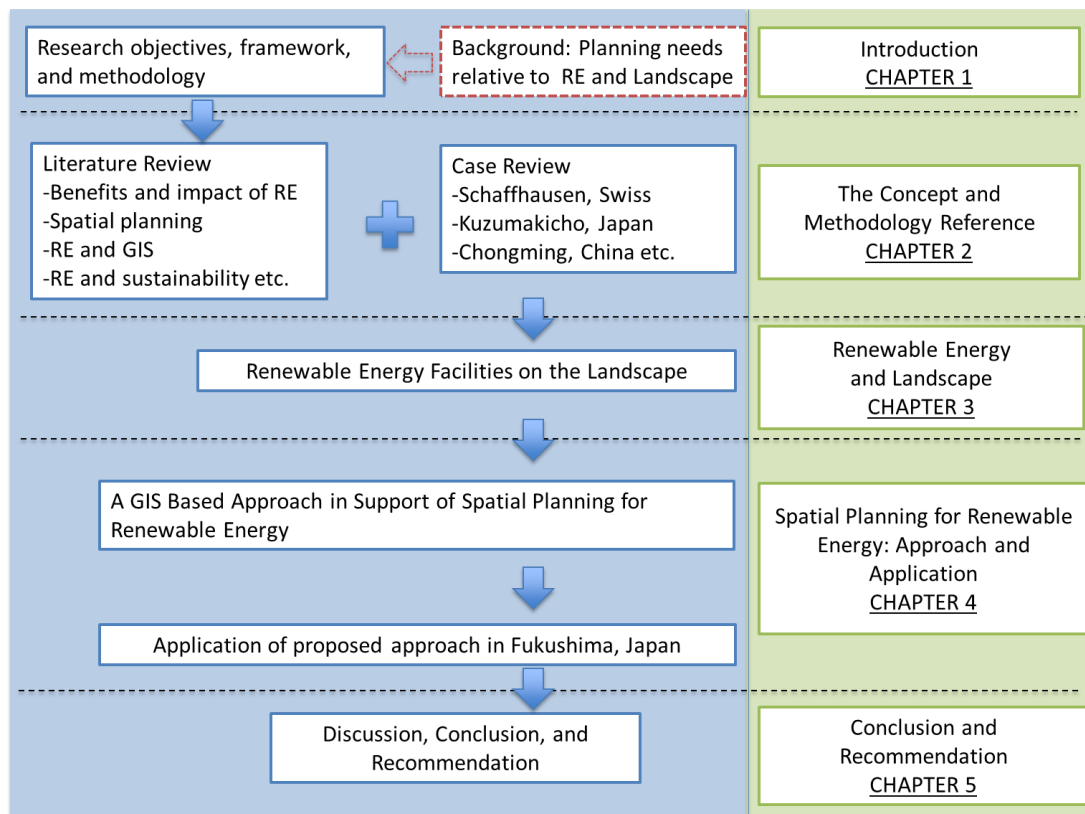 Research objectives, framework,
and methodology
Background: Planning needs
relative to RE and Landscape
Introduction
CHAPTER 1
Literature Review
-Benefits and impact of RE
-Spatial planning
-RE and GIS
-RE and sustainability etc.
Case Review
-Schaffhausen, Swiss
-Kuzumakicho, Japan
-Chongming, China etc.
The Concept and
Methodology Reference
CHAPTER 2
Renewable Energy Facilities on the Landscape
Renewable Energy
and Landscape
CHAPTER 3
A GIS Based Approach in Support of Spatial Planning for
Renewable Energy
Application of proposed approach in Fukushima, Japan
Spatial Planning for Renewable
Energy: Approach and
Application
CHAPTER 4
Discussion, Conclusion, and
Recommendation
Conclusion and
Recommendation
CHAPTER 5